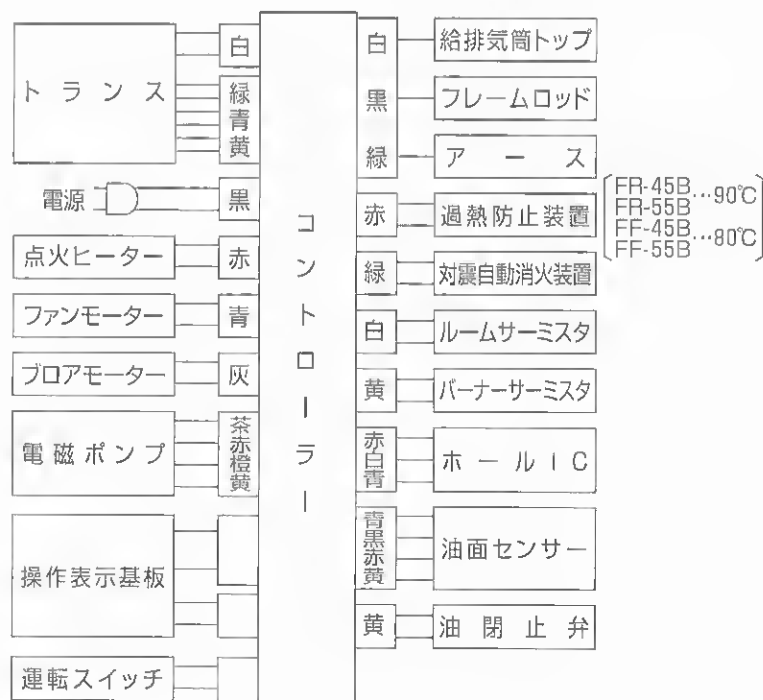 トランス
白
緑
青
黄
電源
黒
点火ヒーター
赤
ファンモーター
青
ブロアモーター
灰
電磁ポンプ
茶
赤
橙
黄
操作表示基板
運転スイッチ
コントローラー
白
給排気筒トップ
黒
フレームロッド
緑
アース
赤
過熱防止装置
FR-45B
FR-55B
…90℃
FF-45B
FF-55B
…80℃
緑
対震自動消火装置
白
ルームサーミスタ
黄
バーナーサーミスタ
赤
白
青
ホールIC
青
黒
赤
黄
油面センサー
黄
油閉止弁